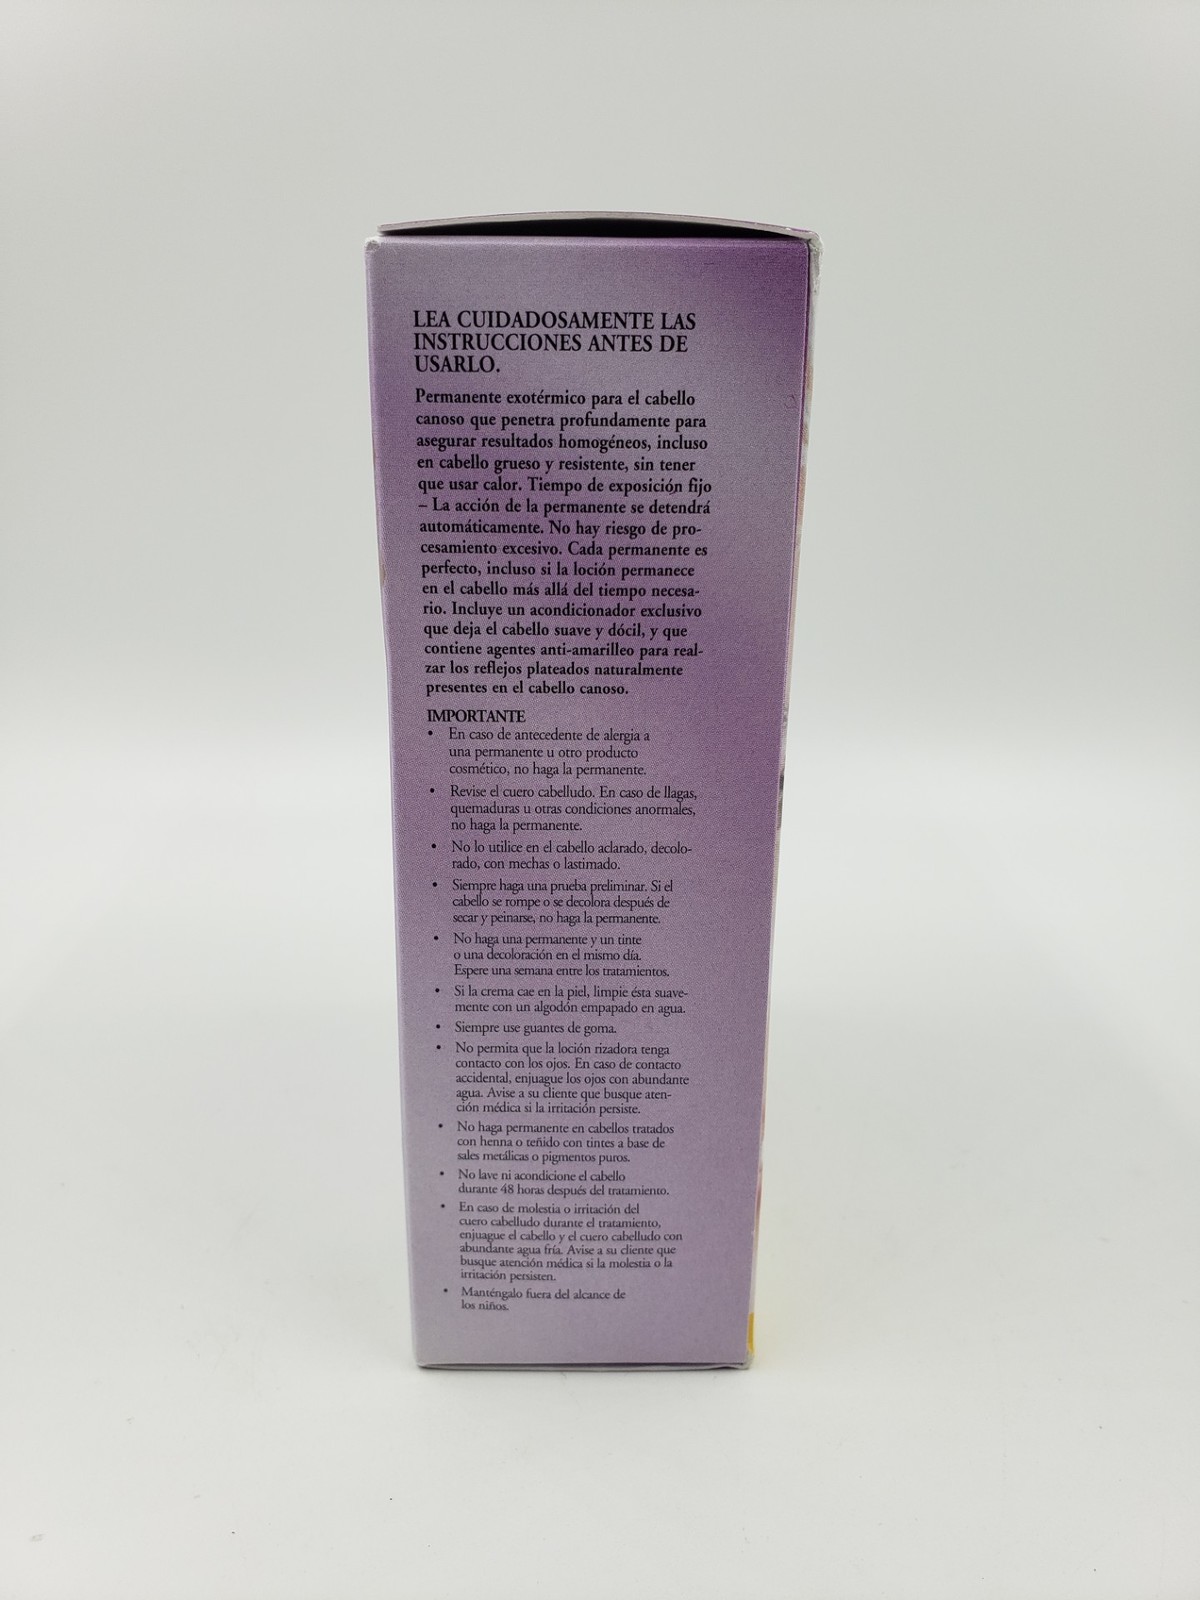 LEA CUIDADOSAMENTE LAS
INSTRUCCIONES ANTES DE
USARLO.
Permanente exotérmico para el cabello
canoso que penetra profundamente para
asegurar resultados homogéneos, incluso
en cabello grueso y resistente, sin tener
que usar calor. Tiempo de exposición fijo
– La acción de la permanente se detendrá
automáticamente. No hay riesgo de pro-
cesamiento excesivo. Cada permanente es
perfecto, incluso si la loción permanece
en el cabello más allá del tiempo necesa-
rio. Incluye un acondicionador exclusivo
que deja el cabello suave y dócil, y que
contiene agentes anti-amarilleo para real-
zar los reflejos plateados naturalmente
presentes en el cabello canoso.
IMPORTANTE
• En caso de antecedente de alergia a
una permanente u otro producto
cosmético, no haga la permanente.
• Revise el cuero cabelludo. En caso de llagas,
quemaduras u otras condiciones anormales,
no haga la permanente.
• No lo utilice en el cabello aclarado, decolo-
rado, con mechas o lastimado.
• Siempre haga una prueba preliminar. Si el
cabello se rompe o se decolora después de
secar y peinarse, no haga la permanente.
• No haga una permanente y un tinte
o una decoloración en el mismo día.
Espere una semana entre los tratamientos.
• Si la crema cae en la piel, limpie ésta suave-
mente con un algodón empapado en agua.
• Siempre use guantes de goma.
• No permita que la loción rizadora tenga
contacto con los ojos. En caso de contacto
accidental, enjuague los ojos con abundante
agua. Avise a su cliente que busque aten-
ción médica si la irritación persiste.
• No haga permanente en cabellos tratados
con henna o teñido con tintes a base de
sales metálicas o pigmentos puros.
• No lave ni acondicione el cabello
durante 48 horas después del tratamiento.
• En caso de molestia o irritación del
cuero cabelludo durante el tratamiento,
enjuague el cabello y el cuero cabelludo con
abundante agua fría. Avise a su cliente que
busque atención médica si la molestia o la
irritación persisten.
• Manténgalo fuera del alcance de
los niños.